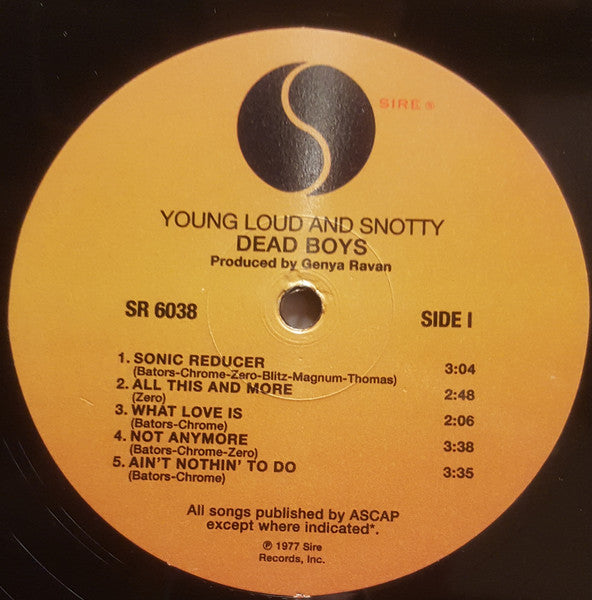 SIRE ®
YOUNG LOUD AND SNOTTY
DEAD BOYS
Produced by Genya Ravan
SR 6038
SIDE I
1. SONIC REDUCER 3:04
(Bators-Chrome-Zero-Blitz-Magnum-Thomas)
2. ALL THIS AND MORE 2:48
(Zero)
3. WHAT LOVE IS 2:06
(Bators-Chrome)
4. NOT ANYMORE 3:38
(Bators-Chrome-Zero)
5. AIN'T NOTHIN' TO DO 3:35
(Bators-Chrome)
All songs published by ASCAP
except where indicated*.
℗ 1977 Sire
Records, Inc.